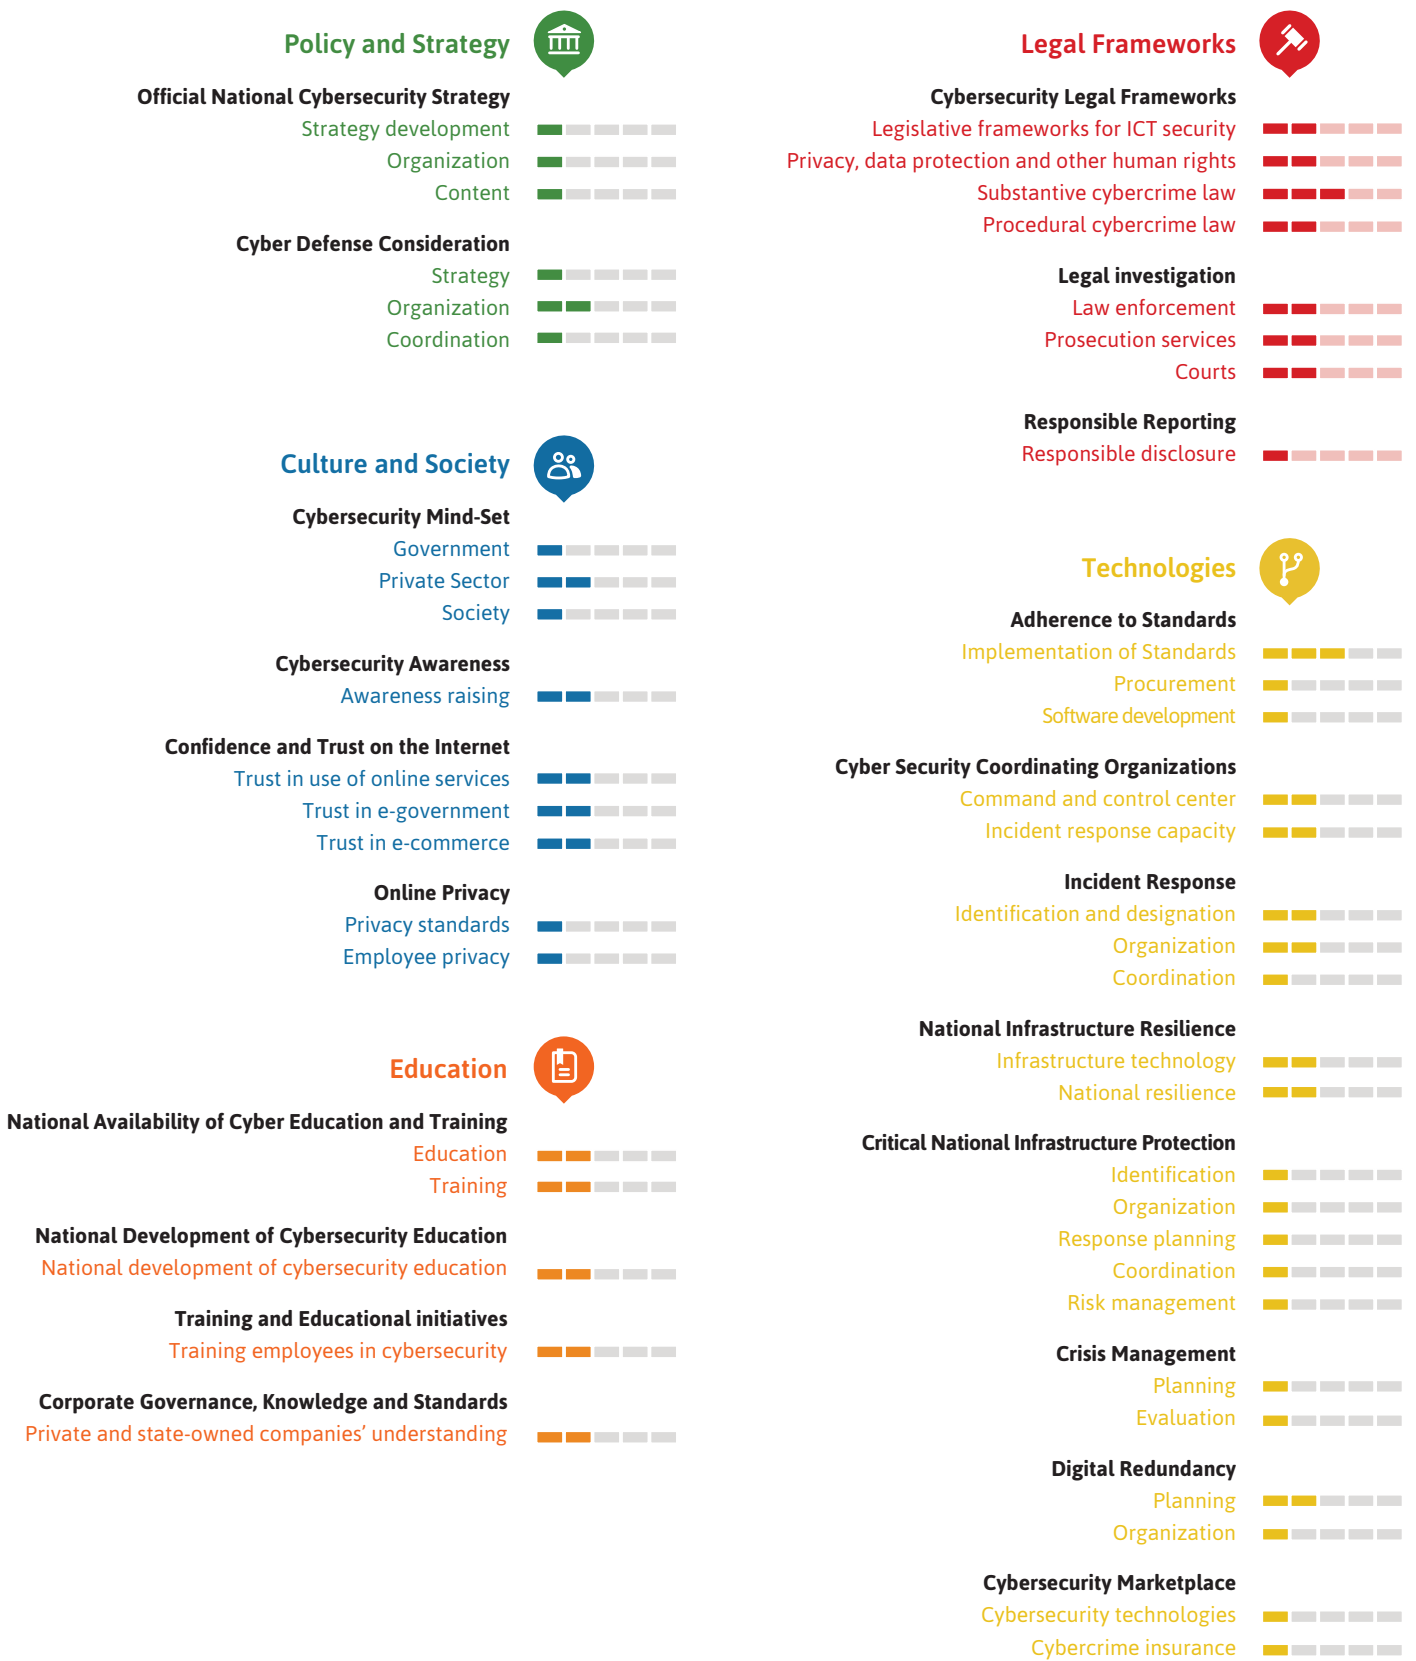 Policy and Strategy
Official National Cybersecurity Strategy
Strategy development
Organization
Content
Cyber Defense Consideration
Strategy
Organization
Coordination
Culture and Society
Cybersecurity Mind-Set
Government
Private Sector
Society
Cybersecurity Awareness
Awareness raising
Confidence and Trust on the Internet
Trust in use of online services
Trust in e-government
Trust in e-commerce
Online Privacy
Privacy standards
Employee privacy
Education
National Availability of Cyber Education and Training
Education
Training
National Development of Cybersecurity Education
National development of cybersecurity education
Training and Educational initiatives
Training employees in cybersecurity
Corporate Governance, Knowledge and Standards
Private and state-owned companies’ understanding
Legal Frameworks
Cybersecurity Legal Frameworks
Legislative frameworks for ICT security
Privacy, data protection and other human rights
Substantive cybercrime law
Procedural cybercrime law
Legal investigation
Law enforcement
Prosecution services
Courts
Responsible Reporting
Responsible disclosure
Technologies
Adherence to Standards
Implementation of Standards
Procurement
Software development
Cyber Security Coordinating Organizations
Command and control center
Incident response capacity
Incident Response
Identification and designation
Organization
Coordination
National Infrastructure Resilience
Infrastructure technology
National resilience
Critical National Infrastructure Protection
Identification
Organization
Response planning
Coordination
Risk management
Crisis Management
Planning
Evaluation
Digital Redundancy
Planning
Organization
Cybersecurity Marketplace
Cybersecurity technologies
Cybercrime insurance